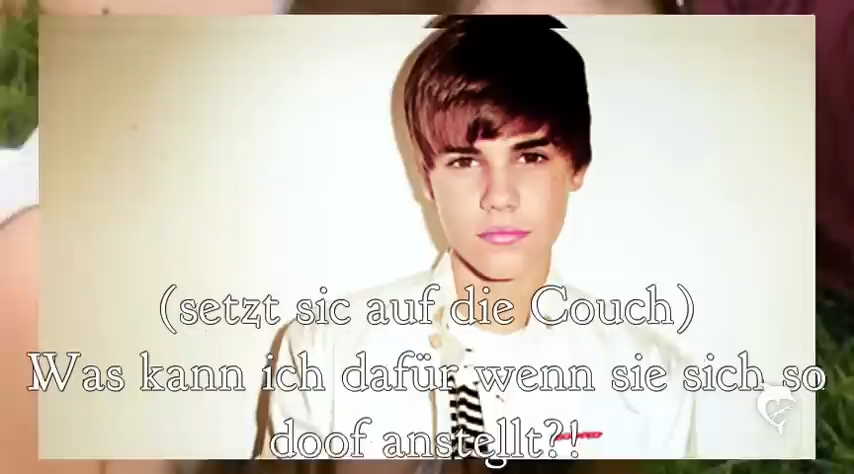 (setzt sic auf die Couch)
Was kann ich dafür wenn sie sich so
doof anstellt?!